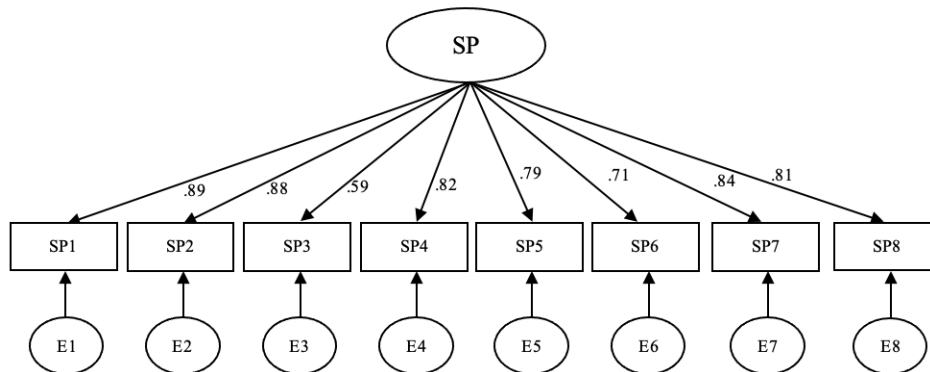 SP
.89 .88 .59 .82 .79 .71 .84 .81
SP1 SP2 SP3 SP4 SP5 SP6 SP7 SP8
E1 E2 E3 E4 E5 E6 E7 E8